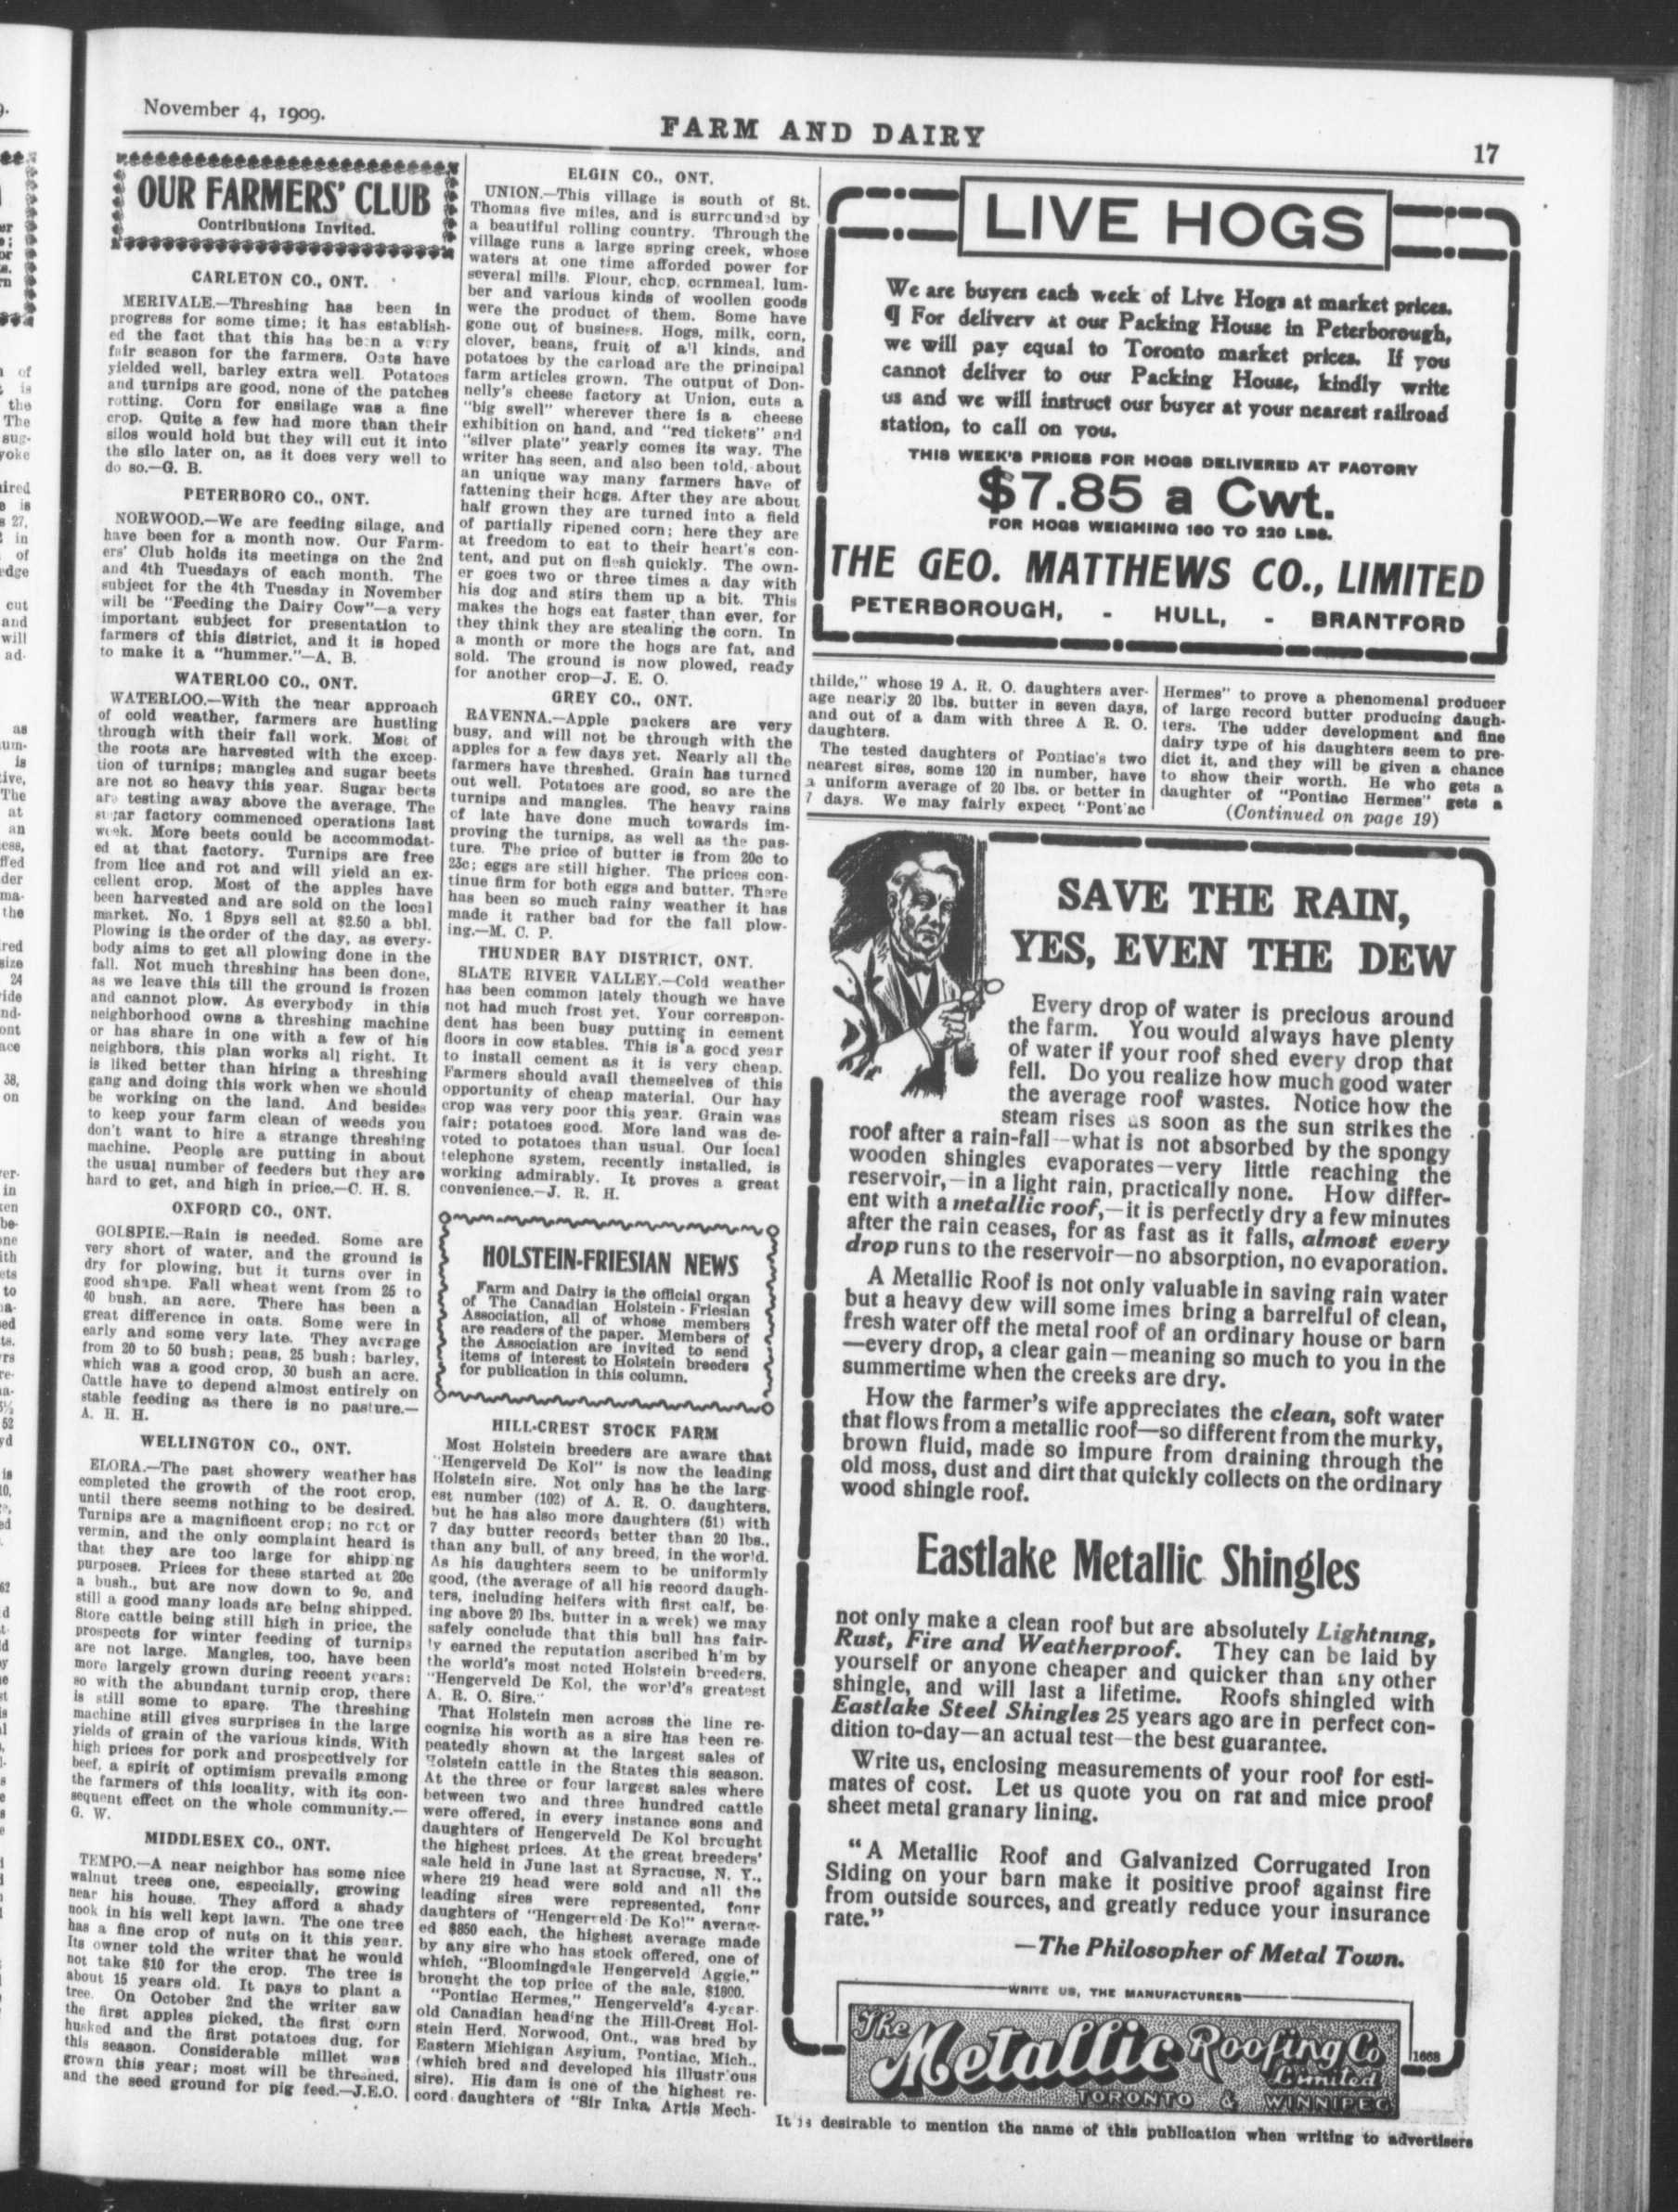 November 4, 1909.
FARM AND DAIRY
17
OUR FARMERS' CLUB
Contributions Invited.
CARLETON CO., ONT.
MERIVALE.—Threshing has been in
progress for some time; it has establish-
ed the fact that this has been a very
fair season for the farmers. Oats have
yielded well, barley extra well. Potatoes
and turnips are good, none of the patches
rotting. Corn for ensilage was a fine
crop. Quite a few had more than their
silos would hold but they will cut it into
the silo later on, as it does very well to
do so.—G. B.
PETERBORO CO., ONT.
NORWOOD.—We are feeding silage, and
have been for a month now. Our Farm-
ers' Club holds its meetings on the 2nd
and 4th Tuesdays of each month. The
subject for the 4th Tuesday in November
will be "Feeding the Dairy Cow"—a very
important subject for presentation to
farmers of this district, and it is hoped
to make it a "hummer."—A. B.
WATERLOO CO., ONT.
WATERLOO.—With the near approach
of cold weather, farmers are hustling
through with their fall work. Most of
the roots are harvested with the excep-
tion of turnips; mangles and sugar beets
are not so heavy this year. Sugar beets
are testing away above the average. The
sugar factory commenced operations last
week. More beets could be accommodat-
ed at that factory. Turnips are free
from lice and rot and will yield an ex-
cellent crop. Most of the apples have
been harvested and are sold on the local
market. No. 1 Spys sell at $2.50 a bbl.
Plowing is the order of the day, as every-
body aims to get all plowing done in the
fall. Not much threshing has been done,
as we leave this till the ground is frozen
and cannot plow. As everybody in this
neighborhood owns a threshing machine
or has share in one with a few of his
neighbors, this plan works all right. It
is liked better than hiring a threshing
gang and doing this work when we should
be working on the land. And besides
to keep your farm clean of weeds you
don't want to hire a strange threshing
machine. People are putting in about
the usual number of feeders but they are
hard to get, and high in price.—C. H. S.
OXFORD CO., ONT.
GOLSPIE.—Rain is needed. Some are
very short of water, and the ground is
dry for plowing, but it turns over in
good shape. Fall wheat went from 25 to
40 bush. an acre. There has been a
great difference in oats. Some were in
early and some very late. They average
from 20 to 50 bush; peas, 25 bush; barley,
which was a good crop, 30 bush an acre.
Cattle have to depend almost entirely on
stable feeding as there is no pasture.—
A. H. H.
WELLINGTON CO., ONT.
ELORA.—The past showery weather has
completed the growth of the root crop,
until there seems nothing to be desired.
Turnips are a magnificent crop; no rot or
vermin, and the only complaint heard is
that they are too large for shipping
purposes. Prices for these started at 20c
a bush., but are now down to 9c, and
still a good many loads are being shipped.
Store cattle being still high in price, the
prospects for winter feeding of turnips
are not large. Mangles, too, have been
more largely grown during recent years;
so with the abundant turnip crop, there
is still some to spare. The threshing
machine still gives surprises in the large
yields of grain of the various kinds. With
high prices for pork and prospectively for
beef, a spirit of optimism prevails among
the farmers of this locality, with its con-
sequent effect on the whole community.—
G. W.
MIDDLESEX CO., ONT.
TEMPO.—A near neighbor has some nice
walnut trees one, especially, growing
near his house. They afford a shady
nook in his well kept lawn. The one tree
has a fine crop of nuts on it this year.
Its owner told the writer that he would
not take $10 for the crop. The tree is
about 15 years old. It pays to plant a
tree. On October 2nd the writer saw
the first apples picked, the first corn
husked and the first potatoes dug, for
this season. Considerable millet was
grown this year; most will be threshed,
and the seed ground for pig feed.—J.E.O.
ELGIN CO., ONT.
UNION.—This village is south of St.
Thomas five miles, and is surrounded by
a beautiful rolling country. Through the
village runs a large spring creek, whose
waters at one time afforded power for
several mills. Flour, chop, cornmeal, lum-
ber and various kinds of woollen goods
were the product of them. Some have
gone out of business. Hogs, milk, corn,
clover, beans, fruit of all kinds, and
potatoes by the carload are the principal
farm articles grown. The output of Don-
nelly's cheese factory at Union, cuts a
"big swell" wherever there is a cheese
exhibition on hand, and "red tickets" and
"silver plate" yearly comes its way. The
writer has seen, and also been told, about
an unique way many farmers have of
fattening their hogs. After they are about
half grown they are turned into a field
of partially ripened corn; here they are
at freedom to eat to their heart's con-
tent, and put on flesh quickly. The own-
er goes two or three times a day with
his dog and stirs them up a bit. This
makes the hogs eat faster than ever, for
they think they are stealing the corn. In
a month or more the hogs are fat, and
sold. The ground is now plowed, ready
for another crop—J. E. O.
GREY CO., ONT.
RAVENNA.—Apple packers are very
busy, and will not be through with the
apples for a few days yet. Nearly all the
farmers have threshed. Grain has turned
out well. Potatoes are good, so are the
turnips and mangles. The heavy rains
of late have done much towards im-
proving the turnips, as well as the pas-
ture. The price of butter is from 20c to
23c; eggs are still higher. The prices con-
tinue firm for both eggs and butter. There
has been so much rainy weather it has
made it rather bad for the fall plow-
ing.—M. C. P.
THUNDER BAY DISTRICT, ONT.
SLATE RIVER VALLEY.—Cold weather
has been common lately though we have
not had much frost yet. Your correspon-
dent has been busy putting in cement
floors in cow stables. This is a good year
to install cement as it is very cheap.
Farmers should avail themselves of this
opportunity of cheap material. Our hay
crop was very poor this year. Grain was
fair; potatoes good. More land was de-
voted to potatoes than usual. Our local
telephone system, recently installed, is
working admirably. It proves a great
convenience.—J. R. H.
HOLSTEIN-FRIESIAN NEWS
Farm and Dairy is the official organ
of The Canadian Holstein-Friesian
Association, all of whose members
are readers of the paper. Members of
the Association are invited to send
items of interest to Holstein breeders
for publication in this column.
HILL-CREST STOCK FARM
Most Holstein breeders are aware that
"Hengerveld De Kol" is now the leading
Holstein sire. Not only has he the larg
est number (102) of A. R. O. daughters,
but he has also more daughters (51) with
7 day butter records better than 20 lbs.,
than any bull, of any breed, in the world.
As his daughters seem to be uniformly
good, (the average of all his record daugh-
ters, including heifers with first calf, be-
ing above 20 lbs. butter in a week) we may
safely conclude that this bull has fair-
ly earned the reputation ascribed him by
the world's most noted Holstein breeders.
"Hengerveld De Kol, the world's greatest
A. R. O. Sire."
That Holstein men across the line re-
cognize his worth as a sire has been re-
peatedly shown at the largest sales of
Holstein cattle in the States this season.
At the three or four largest sales where
between two and three hundred cattle
were offered, in every instance sons and
daughters of Hengerveld De Kol brought
the highest prices. At the great breeders'
sale held in June last at Syracuse, N. Y.,
where 219 head were sold and all the
leading sires were represented, four
daughters of "Hengerveld De Kol" averag-
ed $850 each, the highest average made
by any sire who has stock offered, one of
which, "Bloomingdale Hengerveld Aggie,"
brought the top price of the sale, $1800.
"Pontiac Hermes," Hengerveld's 4-year-
old Canadian heading the Hill-Crest Hol-
stein Herd, Norwood, Ont., was bred by
Eastern Michigan Asylum, Pontiac, Mich.,
(which bred and developed his illustrious
sire). His dam is one of the highest re-
cord daughters of "Sir Inka Artis Mech-
LIVE HOGS
We are buyers each week of Live Hogs at market prices.
¶ For delivery at our Packing House in Peterborough,
we will pay equal to Toronto market prices. If you
cannot deliver to our Packing House, kindly write
us and we will instruct our buyer at your nearest railroad
station, to call on you.
THIS WEEK'S PRICES FOR HOGS DELIVERED AT FACTORY
$7.85 a Cwt.
FOR HOGS WEIGHING 160 TO 220 LBS.
THE GEO. MATTHEWS CO., LIMITED
PETERBOROUGH, - HULL, - BRANTFORD
thilde," whose 19 A. R. O. daughters aver-
age nearly 20 lbs. butter in seven days,
and out of a dam with three A R. O.
daughters.
The tested daughters of Pontiac's two
nearest sires, some 120 in number, have
a uniform average of 20 lbs. or better in
7 days. We may fairly expect "Pontiac
Hermes" to prove a phenomenal producer
of large record butter producing daugh-
ters. The udder development and fine
dairy type of his daughters seem to pre-
dict it, and they will be given a chance
to show their worth. He who gets a
daughter of "Pontiac Hermes" gets a
(Continued on page 19)
SAVE THE RAIN,
YES, EVEN THE DEW
Every drop of water is precious around
the farm. You would always have plenty
of water if your roof shed every drop that
fell. Do you realize how much good water
the average roof wastes. Notice how the
steam rises as soon as the sun strikes the
roof after a rain-fall—what is not absorbed by the spongy
wooden shingles evaporates—very little reaching the
reservoir,—in a light rain, practically none. How differ-
ent with a metallic roof,—it is perfectly dry a few minutes
after the rain ceases, for as fast as it falls, almost every
drop runs to the reservoir—no absorption, no evaporation.
A Metallic Roof is not only valuable in saving rain water
but a heavy dew will some imes bring a barrelful of clean,
fresh water off the metal roof of an ordinary house or barn
—every drop, a clear gain—meaning so much to you in the
summertime when the creeks are dry.
How the farmer's wife appreciates the clean, soft water
that flows from a metallic roof—so different from the murky,
brown fluid, made so impure from draining through the
old moss, dust and dirt that quickly collects on the ordinary
wood shingle roof.
Eastlake Metallic Shingles
not only make a clean roof but are absolutely Lightning,
Rust, Fire and Weatherproof. They can be laid by
yourself or anyone cheaper and quicker than any other
shingle, and will last a lifetime. Roofs shingled with
Eastlake Steel Shingles 25 years ago are in perfect con-
dition to-day—an actual test—the best guarantee.
Write us, enclosing measurements of your roof for esti-
mates of cost. Let us quote you on rat and mice proof
sheet metal granary lining.
"A Metallic Roof and Galvanized Corrugated Iron
Siding on your barn make it positive proof against fire
from outside sources, and greatly reduce your insurance
rate."
—The Philosopher of Metal Town.
WRITE US, THE MANUFACTURERS
The Metallic Roofing Co
Limited
TORONTO & WINNIPEG
1668
It is desirable to mention the name of this publication when writing to advertisers